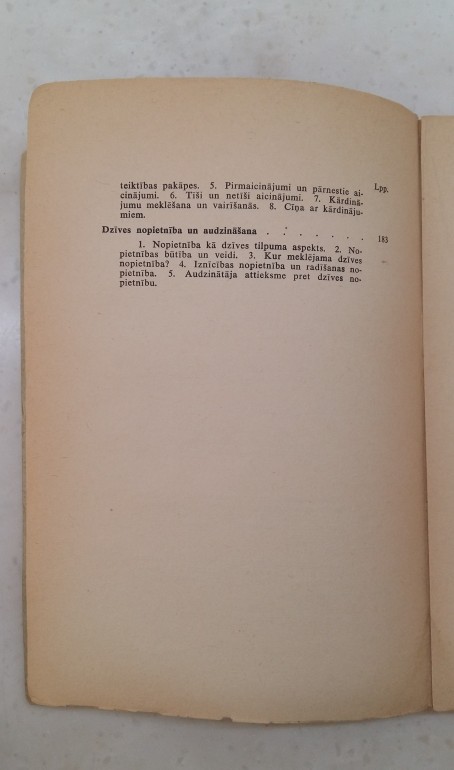 Lpp.
teiktības pakāpes. 5. Pirmaicinājumi un pārnestie ai-
cinājumi. 6. Tīši un netīši aicinājumi. 7. Kārdinā-
jumu meklēšana un vairīšanās. 8. Cīņa ar kārdināju-
miem.
Dzīves nopietnība un audzināšana . . . . . . . 183
1. Nopietnība kā dzīves tilpuma aspekts. 2. No-
pietnības būtība un veidi. 3. Kur meklējama dzīves
nopietnība? 4. Iznīcības nopietnība un radīšanas no-
pietnība. 5. Audzinātāja attieksme pret dzīves no-
pietnību.